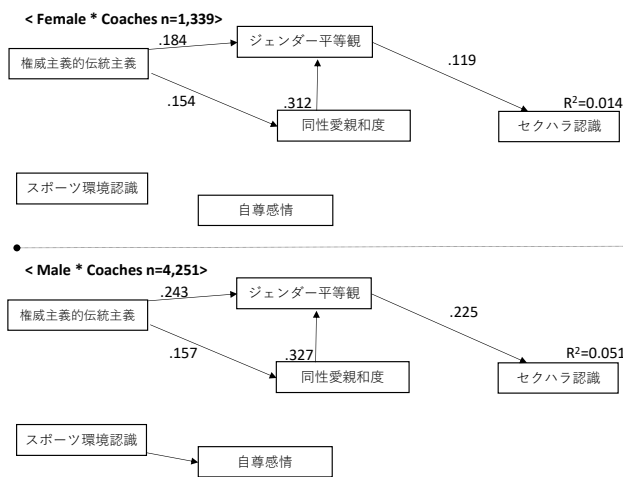 < Female * Coaches n=1,339>
.184
ジェンダー平等観
権威主義的伝統主義
.119
.154
.312
R²=0.014
同性愛親和度
セクハラ認識
スポーツ環境認識
自尊感情
< Male * Coaches n=4,251>
.243
ジェンダー平等観
権威主義的伝統主義
.225
.157
.327
R²=0.051
同性愛親和度
セクハラ認識
スポーツ環境認識
自尊感情